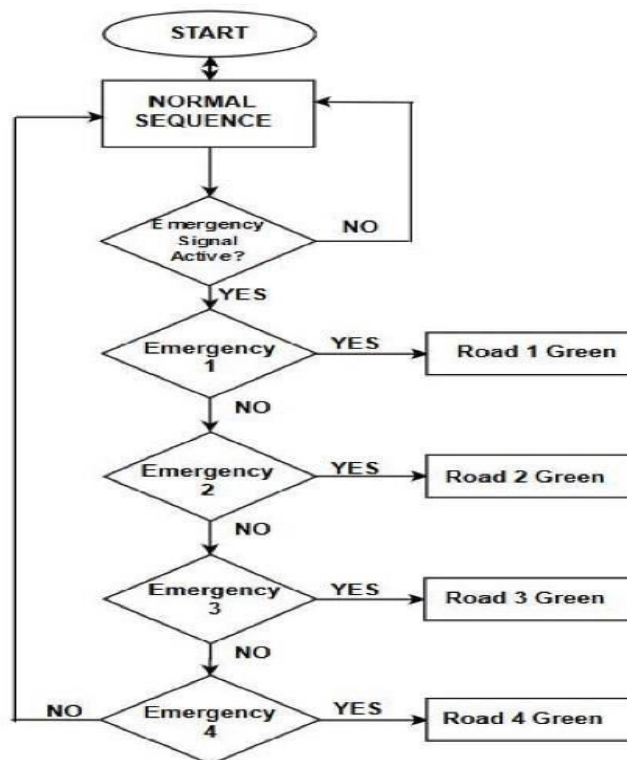 START
NORMAL
SEQUENCE
Emergency
Signal
Active?
NO
YES
Emergency
1
YES
Road 1 Green
NO
Emergency
2
YES
Road 2 Green
NO
Emergency
3
YES
Road 3 Green
NO
NO
Emergency
4
YES
Road 4 Green